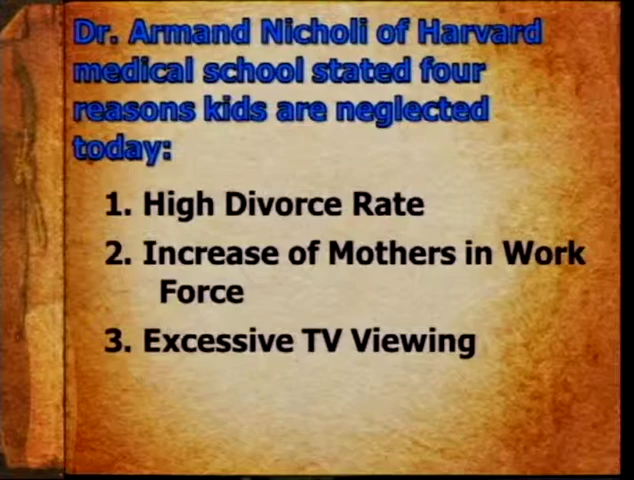 Dr. Armand Nicholi of Harvard
medical school stated four
reasons kids are neglected
today:
1. High Divorce Rate
2. Increase of Mothers in Work
Force
3. Excessive TV Viewing